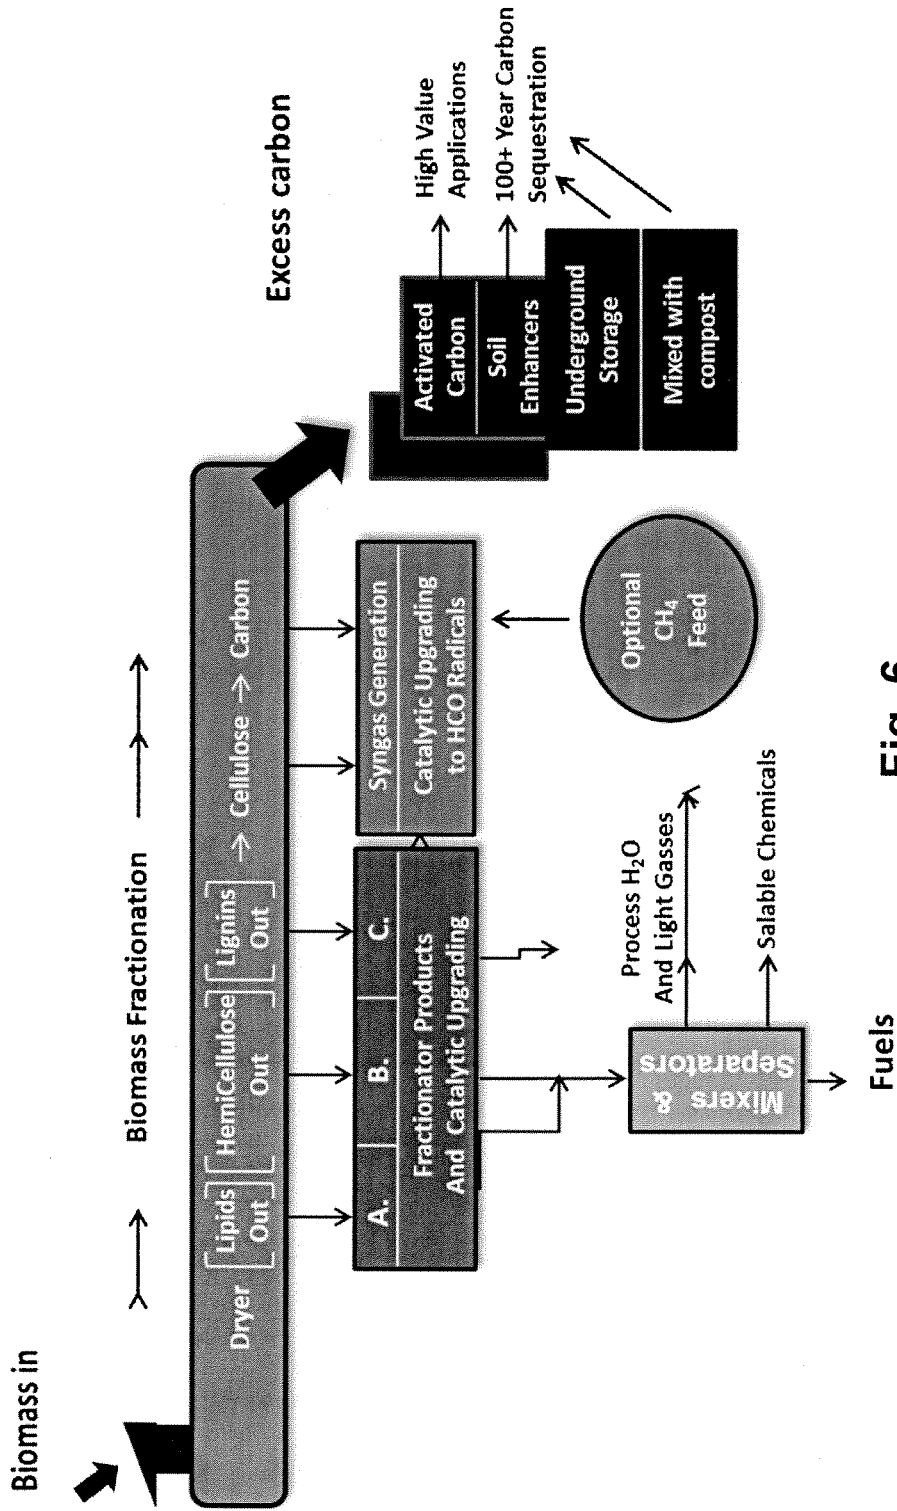 Biomass in
Biomass Fractionation
Excess carbon
Dryer
Lipids
Out
HemiCellulose
Out
Lignins
Out
Cellulose
Carbon
A.
B.
C.
Fractionator Products
And Catalytic Upgrading
Syngas Generation
Catalytic Upgrading
to HCO Radicals
Activated
Carbon
Soil
Enhancers
Underground
Storage
Mixed with
compost
High Value
Applications
100+ Year Carbon
Sequestration
Optional
CH₄
Feed
Mixers &
Separators
Process H₂O
And Light Gasses
Salable Chemicals
Fuels